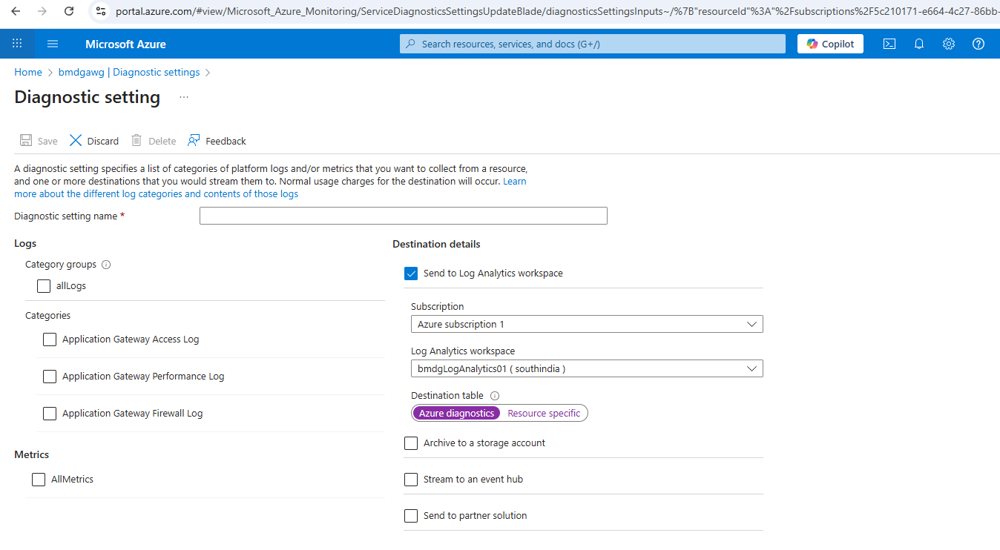 portal.azure.com/#view/Microsoft_Azure_Monitoring/ServiceDiagnosticsSettingsUpdateBlade/diagnosticsSettingsInputs~/%7B"resourceId"%3A"%2Fsubscriptions%2F5c210171-e664-4c27-86bb-
Microsoft Azure
Search resources, services, and docs (G+/)
Copilot
Home > bmdgawg | Diagnostic settings >
Diagnostic setting ...
Save Discard Delete Feedback
A diagnostic setting specifies a list of categories of platform logs and/or metrics that you want to collect from a resource,
and one or more destinations that you would stream them to. Normal usage charges for the destination will occur. Learn
more about the different log categories and contents of those logs
Diagnostic setting name *
Logs
Category groups
allLogs
Categories
Application Gateway Access Log
Application Gateway Performance Log
Application Gateway Firewall Log
Metrics
AllMetrics
Destination details
Send to Log Analytics workspace
Subscription
Azure subscription 1
Log Analytics workspace
bmdgLogAnalytics01 ( southindia )
Destination table
Azure diagnostics Resource specific
Archive to a storage account
Stream to an event hub
Send to partner solution